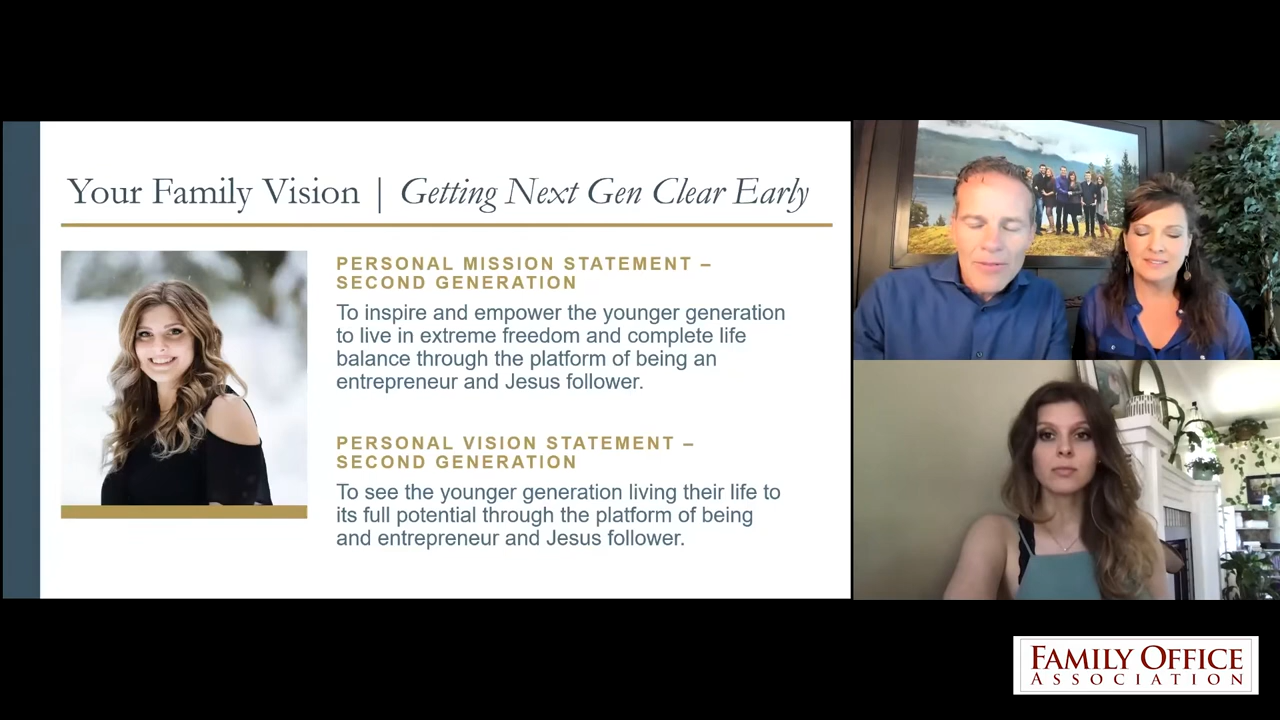 Your Family Vision | Getting Next Gen Clear Early
PERSONAL MISSION STATEMENT –
SECOND GENERATION
To inspire and empower the younger generation
to live in extreme freedom and complete life
balance through the platform of being an
entrepreneur and Jesus follower.
PERSONAL VISION STATEMENT –
SECOND GENERATION
To see the younger generation living their life to
its full potential through the platform of being
and entrepreneur and Jesus follower.
FAMILY OFFICE
ASSOCIATION